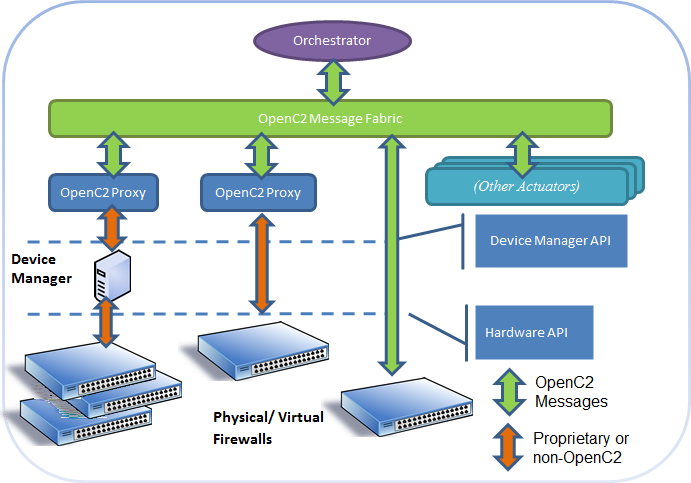 Orchestrator
OpenC2 Message Fabric
OpenC2 Proxy
OpenC2 Proxy
(Other Actuators)
Device
Manager
Device Manager API
Hardware API
Physical/ Virtual
Firewalls
OpenC2
Messages
Proprietary or
non-OpenC2